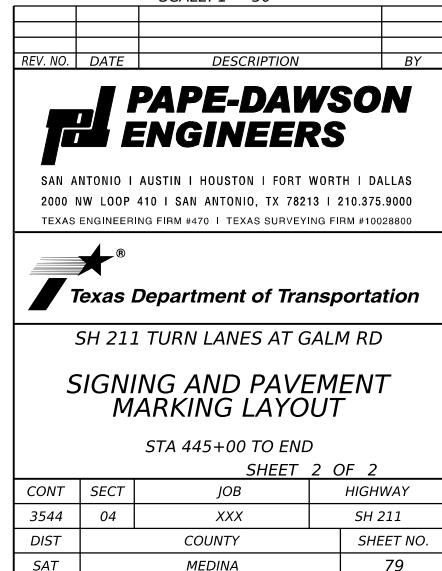 REV. NO. DATE DESCRIPTION BY
PAPE-DAWSON
ENGINEERS
SAN ANTONIO I AUSTIN I HOUSTON I FORT WORTH I DALLAS
2000 NW LOOP 410 I SAN ANTONIO, TX 78213 I 210.375.9000
TEXAS ENGINEERING FIRM #470 I TEXAS SURVEYING FIRM #10028800
®
Texas Department of Transportation
SH 211 TURN LANES AT GALM RD
SIGNING AND PAVEMENT
MARKING LAYOUT
STA 445+00 TO END
SHEET 2 OF 2
CONT SECT JOB HIGHWAY
3544 04 XXX SH 211
DIST COUNTY SHEET NO.
SAT MEDINA 79